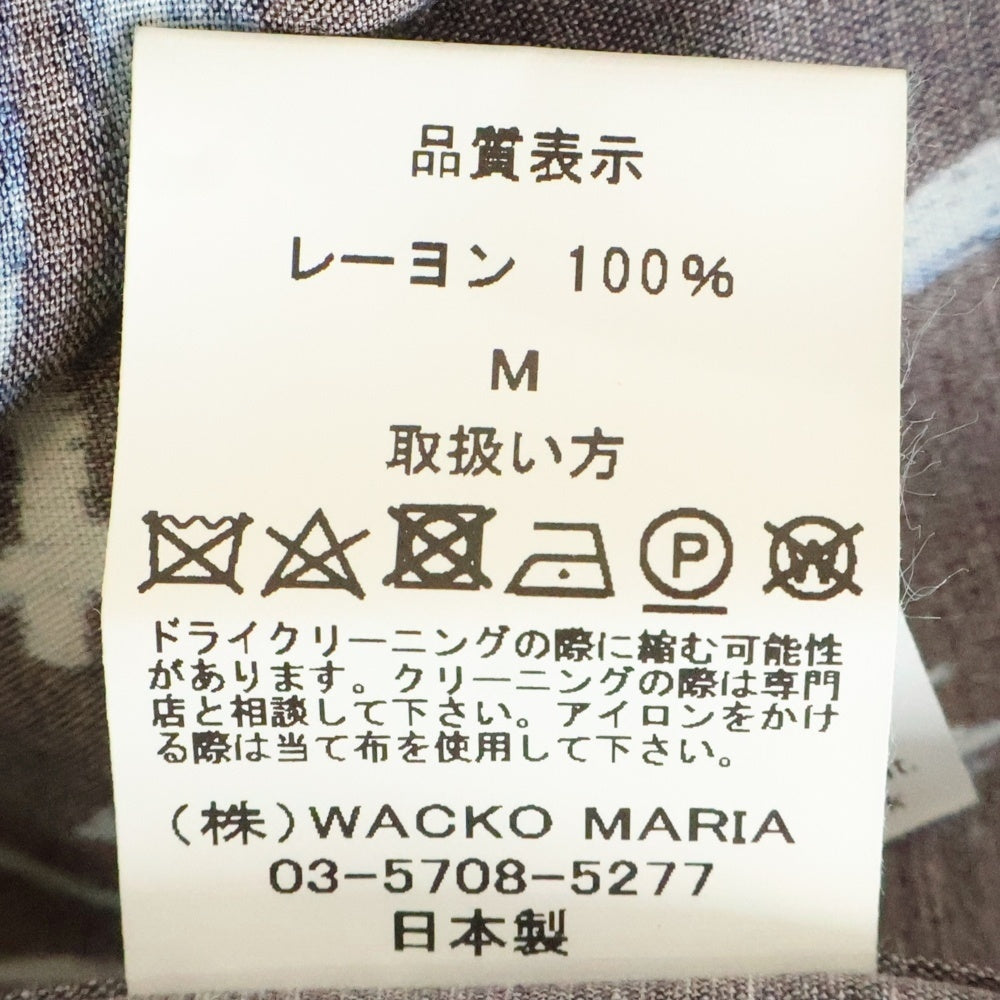 品質表示
レーヨン 100%
M
取扱い方
P
W
ドライクリーニングの際に縮む可能性
があります。クリーニングの際は専門
店と相談して下さい。アイロンをかけ
る際は当て布を使用して下さい。
(株)WACKO MARIA
03-5708-5277
日本製